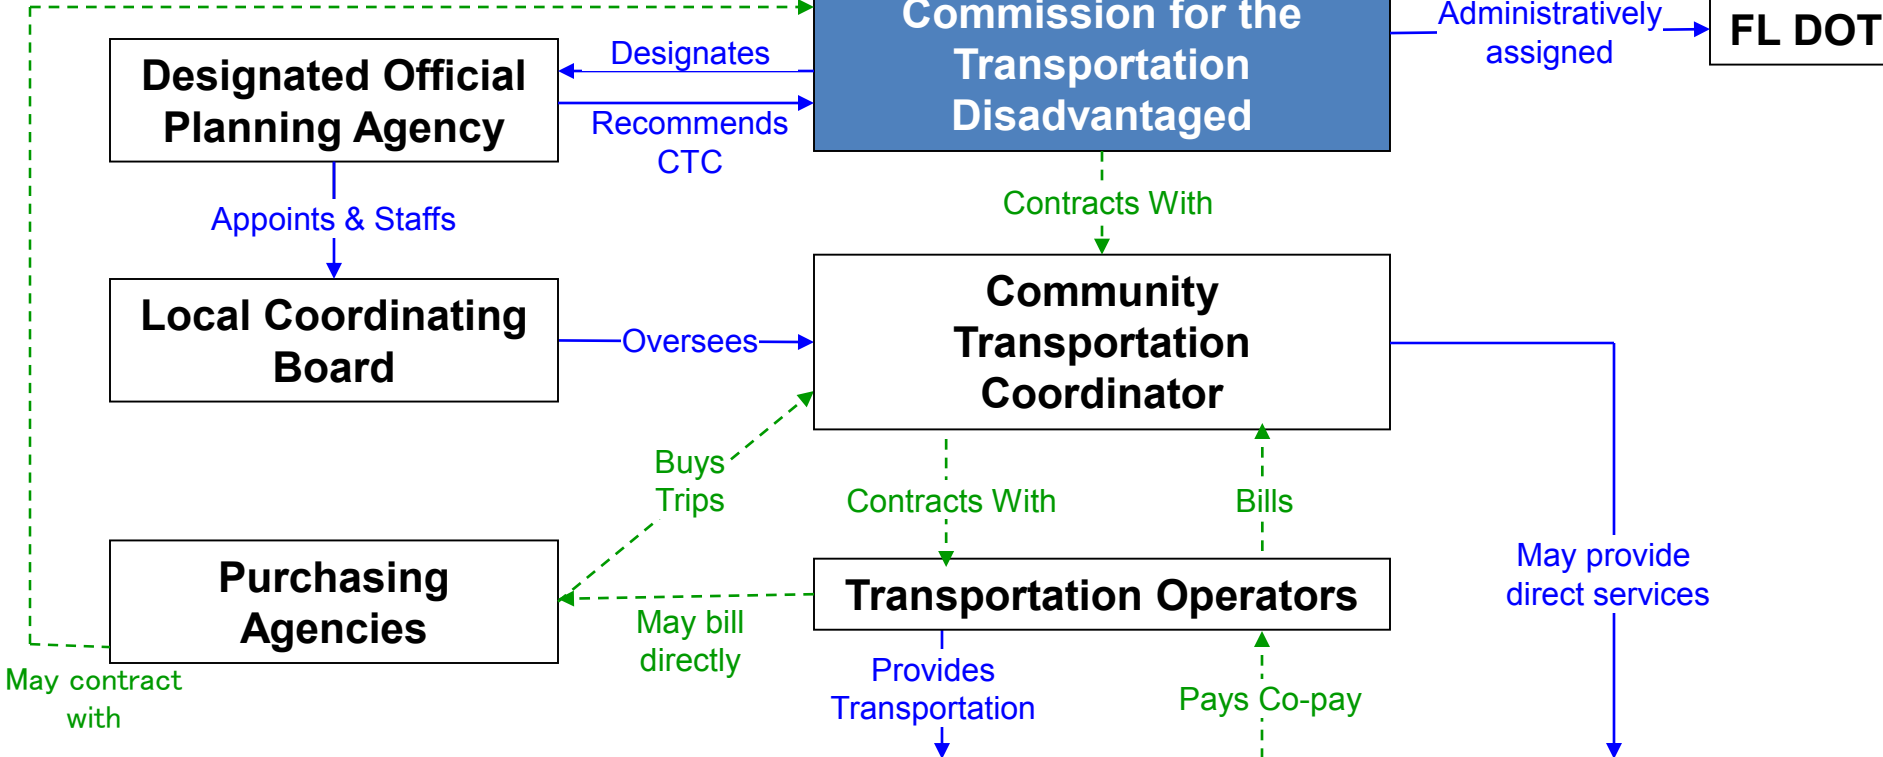 Commission for the
Transportation
Disadvantaged
Administratively
assigned
FL DOT
Designated Official
Planning Agency
Designates
Recommends
CTC
Appoints & Staffs
Contracts With
Local Coordinating
Board
Oversees
Community
Transportation
Coordinator
Buys
Trips
Contracts With
Bills
May provide
direct services
Purchasing
Agencies
Transportation Operators
May bill
directly
May contract
with
Provides
Transportation
Pays Co-pay